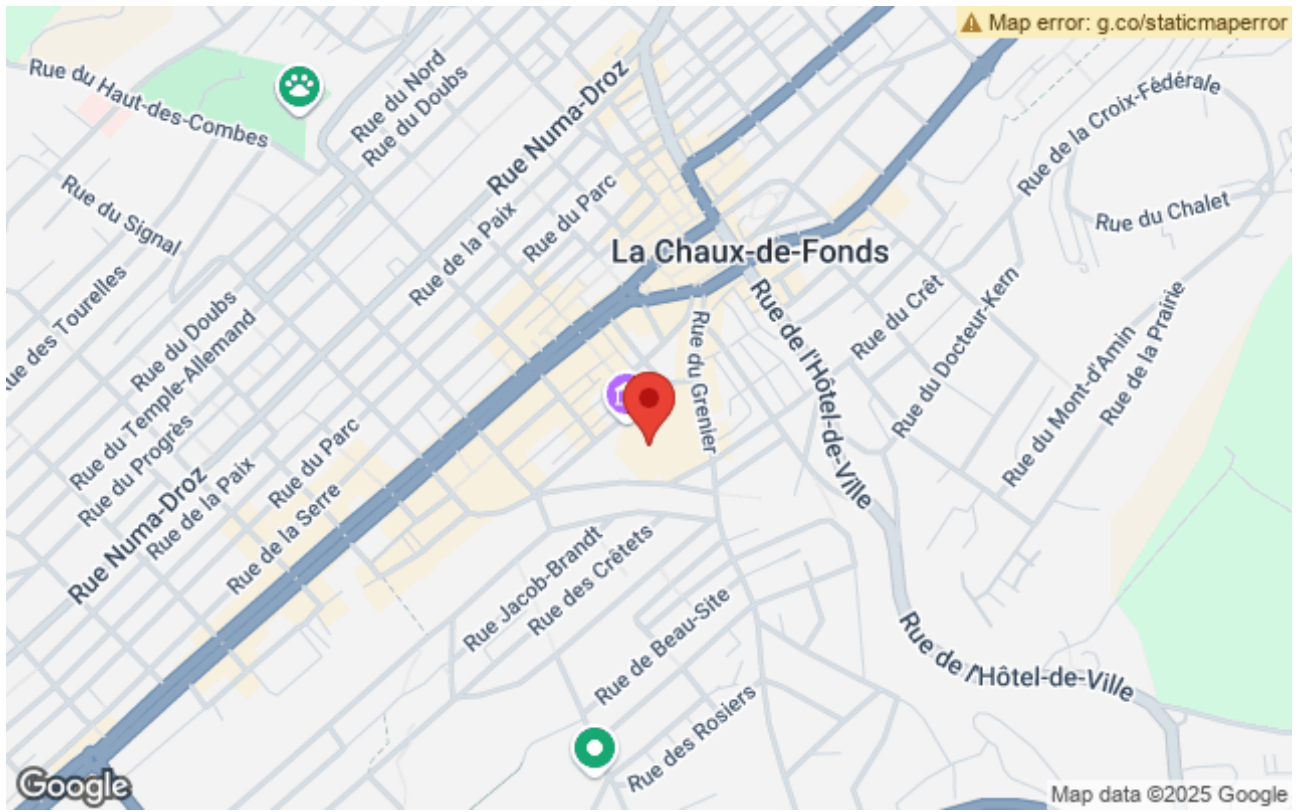 Map error: g.co/staticmaperror
Rue du Haut-des-Combes
Rue du Nord
Rue du Doubs
Rue Numa-Droz
Rue de la Croix-Fédérale
Rue du Signal
Rue du Parc
Rue de la Paix
Rue du Chalet
La Chaux-de-Fonds
ue des Tourelles
Rue du Doubs
Rue du Temple-Allemand
Rue du Progrès
Rue Numa-Droz
Rue de la Paix
Rue du Parc
Rue de la Serre
Rue du Grenier
Rue de l'Hôtel-de-Ville
Rue du Crêt
Rue du Docteur-Kern
Rue du Mont-d'Amin
Rue de la Prairie
Rue Jacob-Brandt
Rue des Crêtets
Rue de Beau-Site
Rue des Rosiers
Rue de l'Hôtel-de-Ville
Google
Map data ©2025 Google